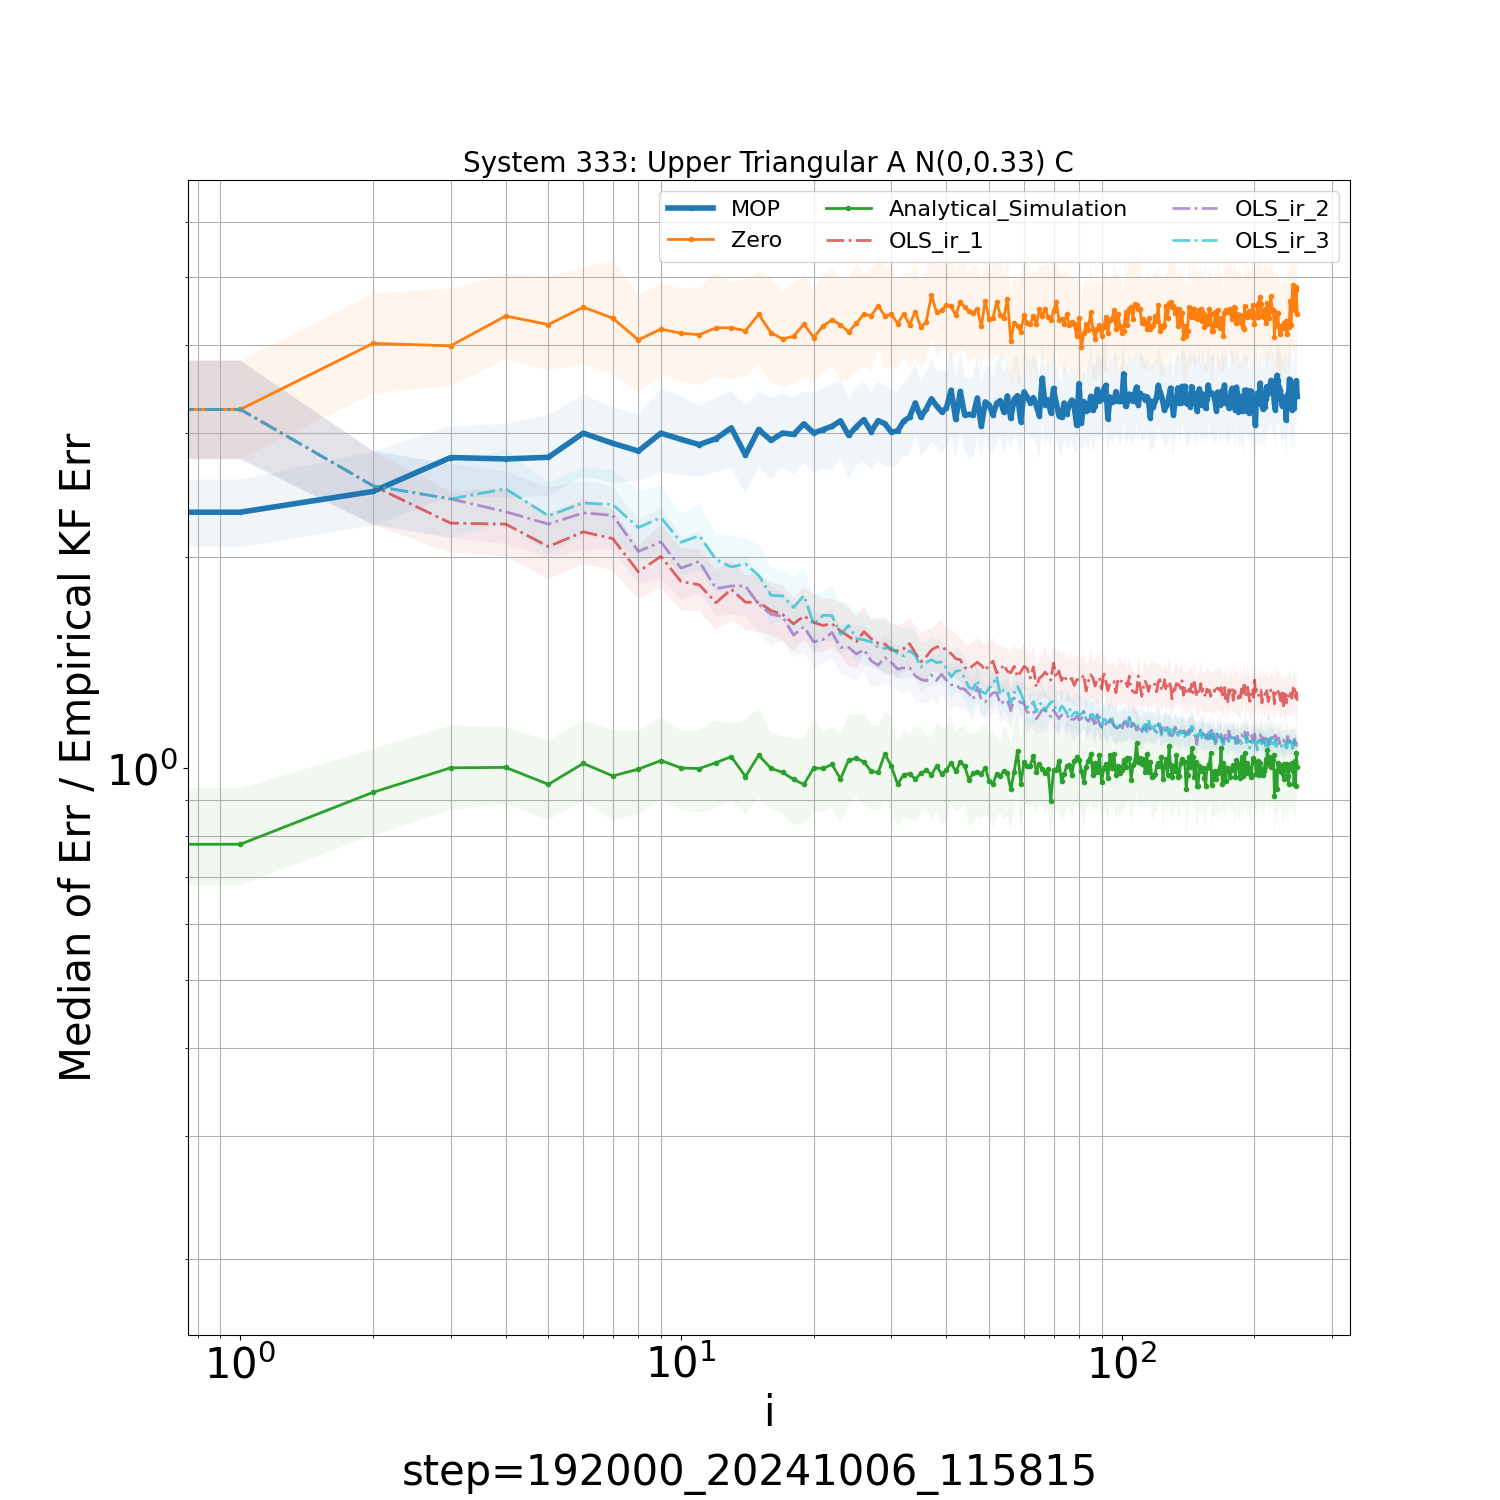 System 333: Upper Triangular A N(0,0.33) C
MOP
Zero
Analytical_Simulation
OLS_ir_1
OLS_ir_2
OLS_ir_3
Median of Err / Empirical KF Err
10⁰
10⁰ 10¹ 10²
i
step=192000_20241006_115815